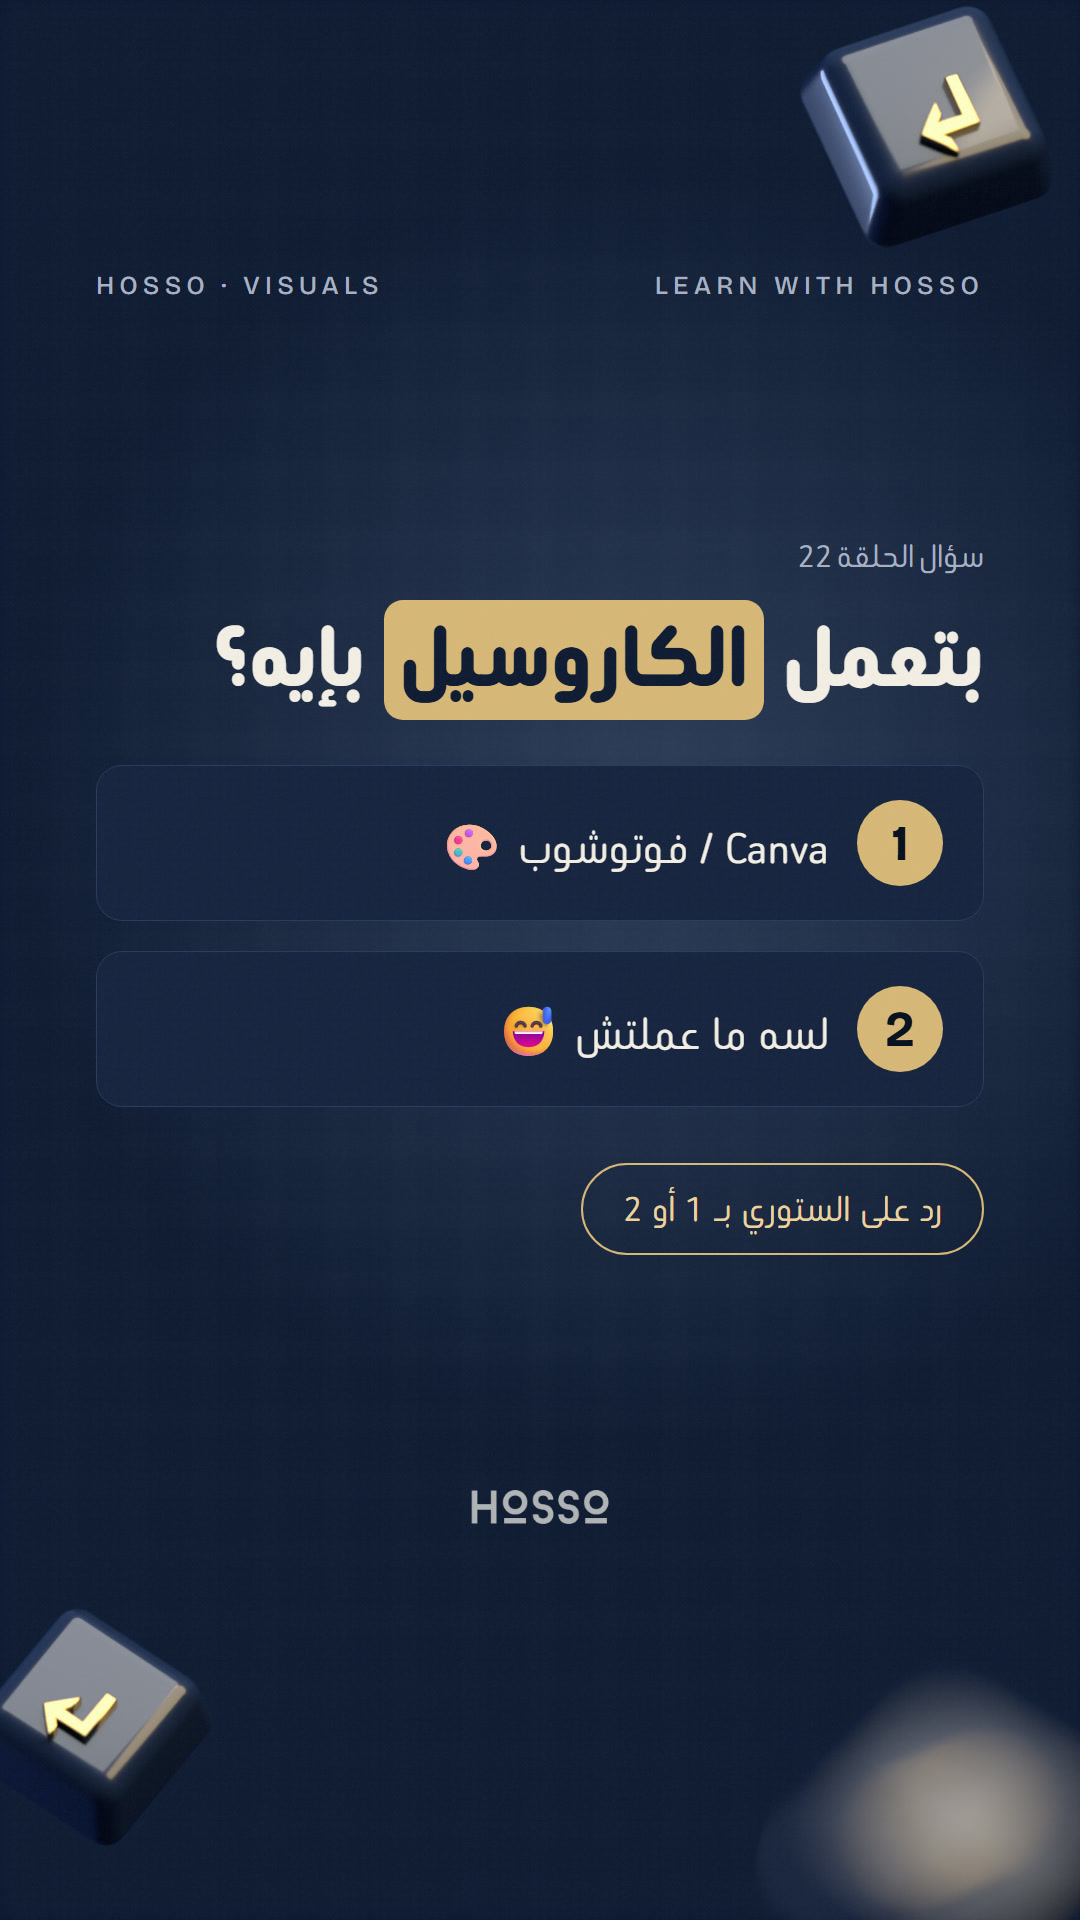 HOSSO · VISUALS
LEARN WITH HOSSO
سؤال الحلقة 22
بتعمل الكاروسيل بإيه؟
1
Canva / فوتوشوب 🎨
2
لسه ما عملتش 😅
رد على الستوري بـ 1 أو 2
HOSSO